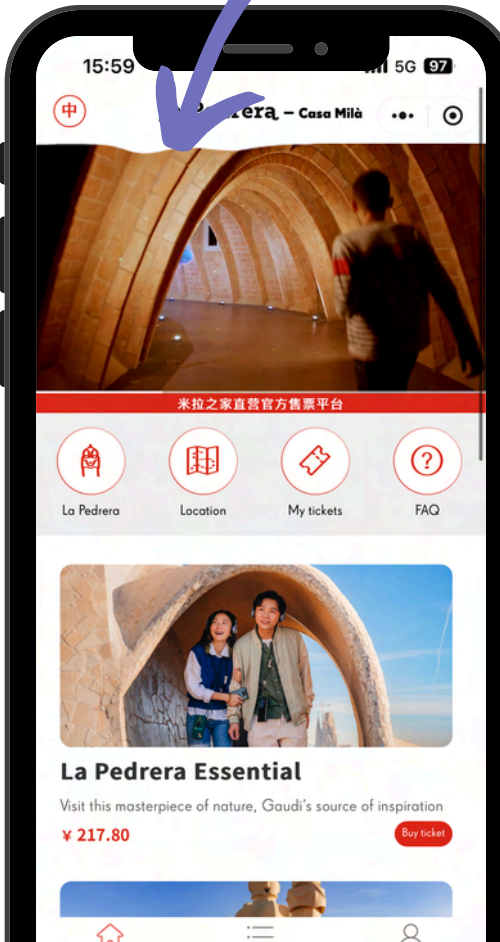 15:59
5G 97
中
– Casa Milà
米拉之家直营官方售票平台
La Pedrera
Location
My tickets
FAQ
La Pedrera Essential
Visit this masterpiece of nature, Gaudi's source of inspiration
¥ 217.80
Buy ticket